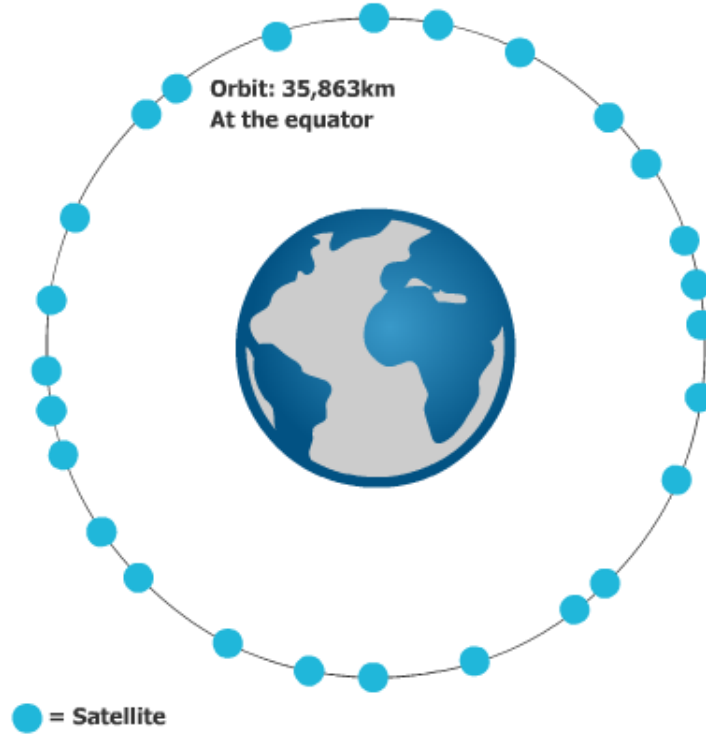 Orbit: 35,863km
At the equator
= Satellite